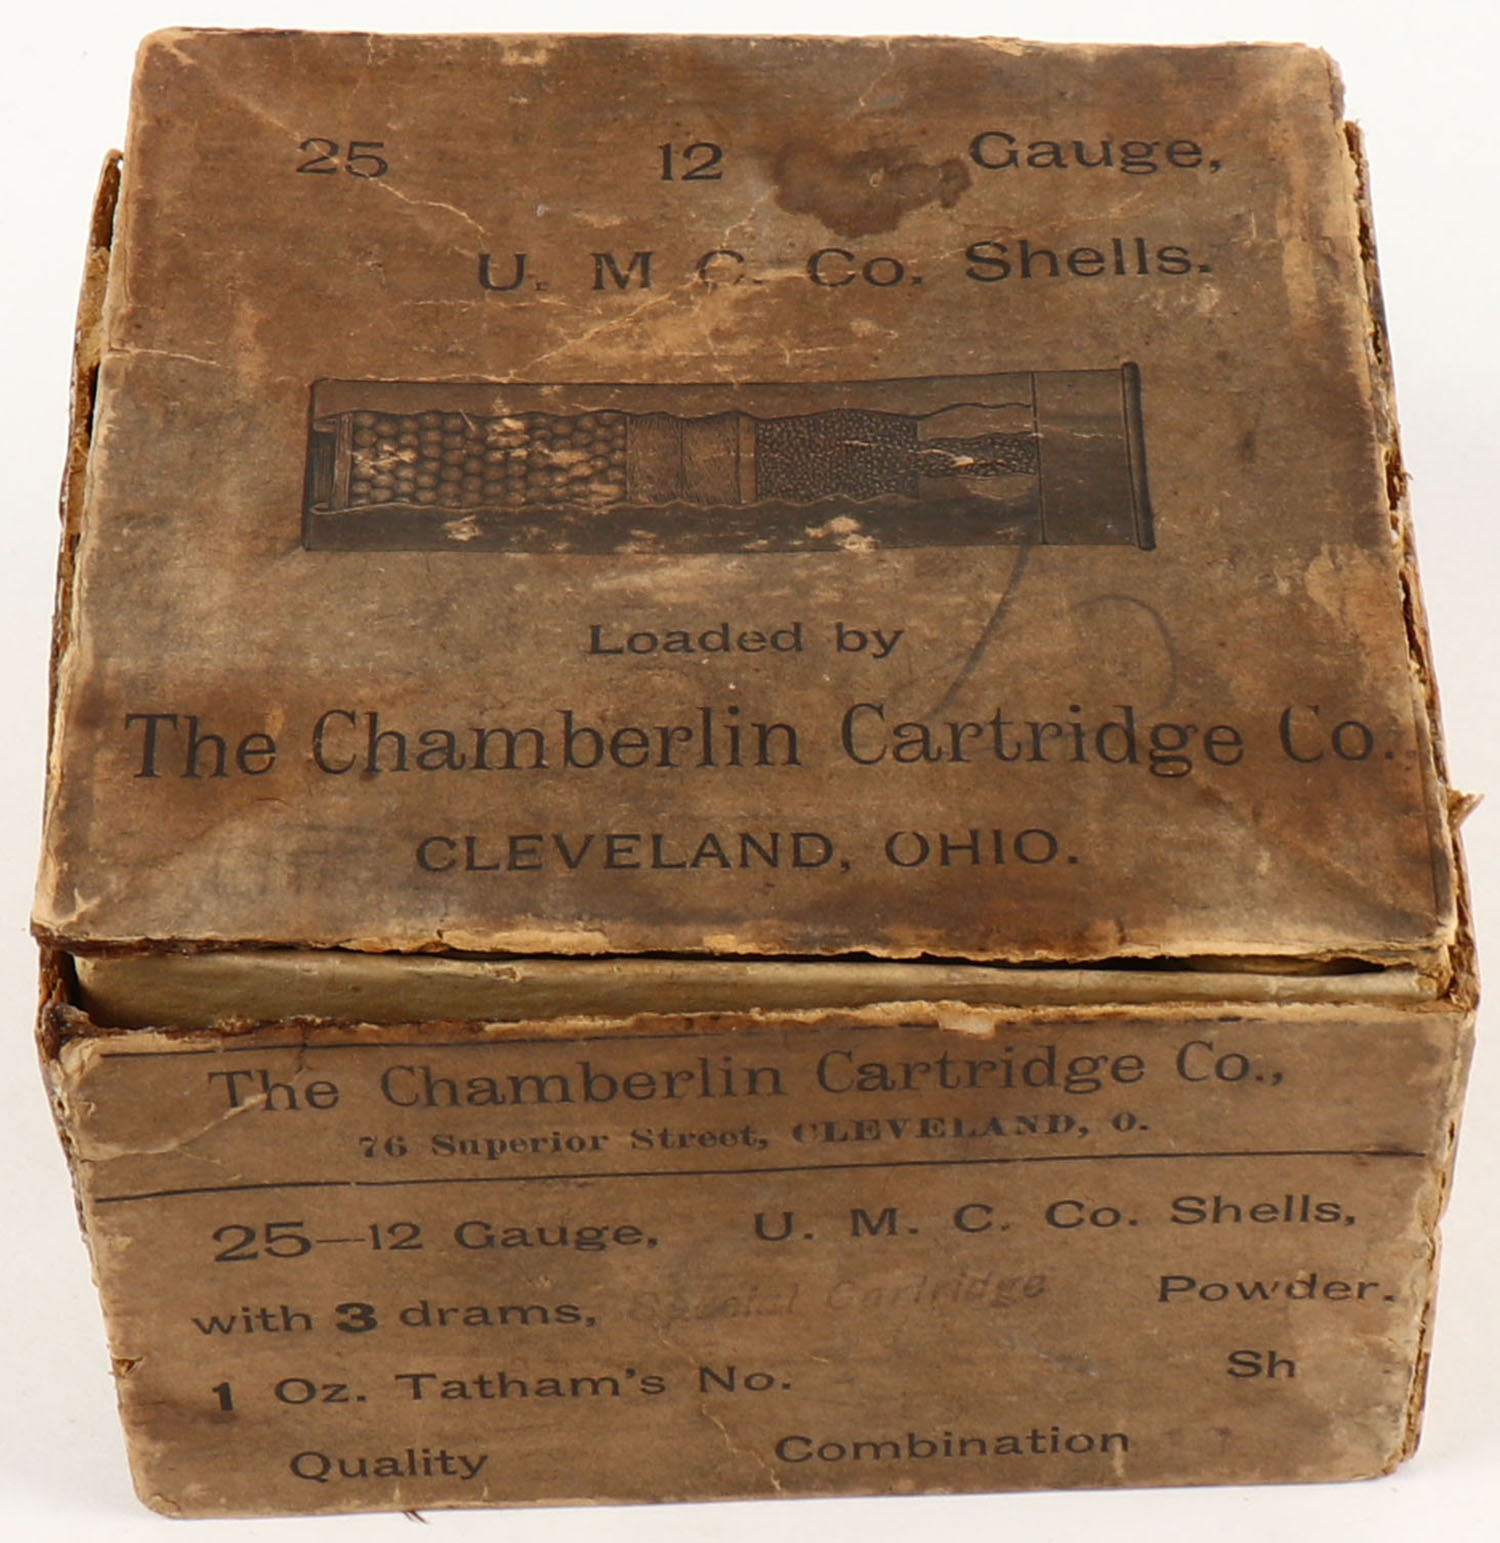 25 12 Gauge,
U. M. C. Co. Shells.
Loaded by
The Chamberlin Cartridge Co.
CLEVELAND, OHIO.
The Chamberlin Cartridge Co.,
76 Superior Street, CLEVELAND, O.
25—12 Gauge, U. M. C. Co. Shells,
with 3 drams, Special Cartridge Powder.
1 Oz. Tatham's No. Sh
Quality Combination